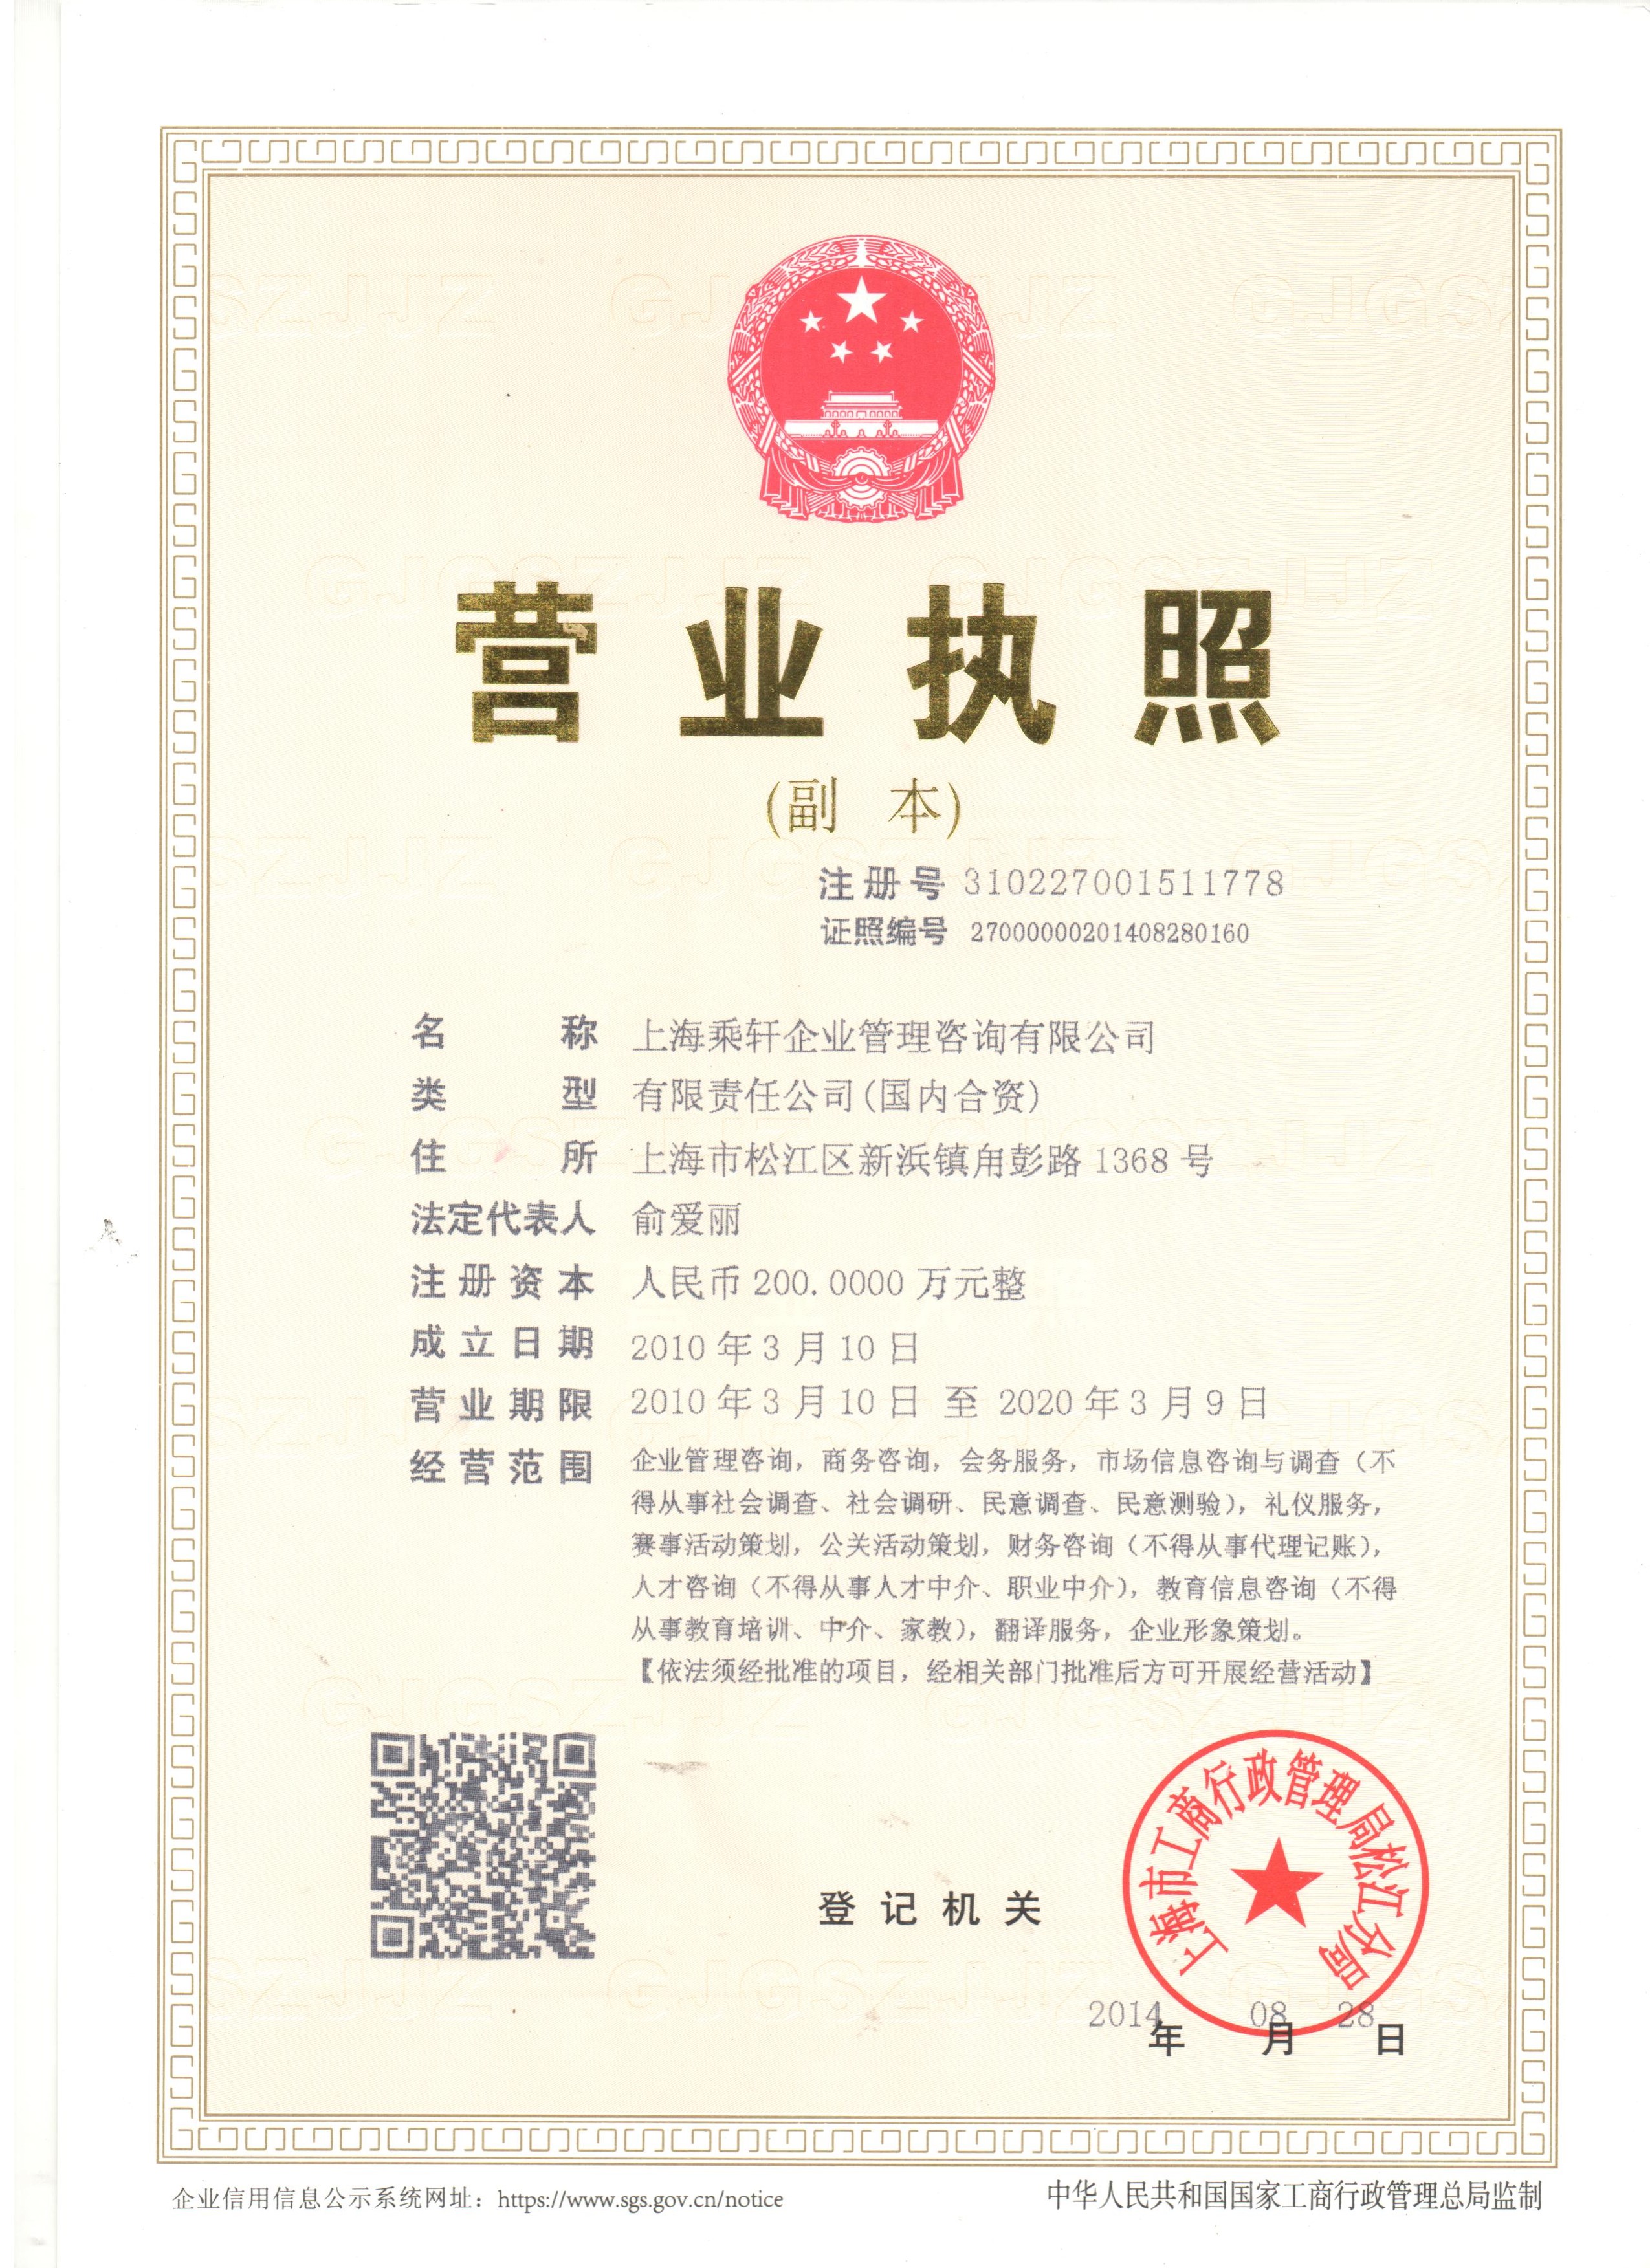 营业执照
(副 本)
注册号 310227001511778
证照编号 27000000201408280160
名 称 上海乘轩企业管理咨询有限公司
类 型 有限责任公司(国内合资)
住 所 上海市松江区新浜镇甪彭路1368号
法定代表人 俞爱丽
注册资本 人民币200.0000万元整
成立日期 2010年3月10日
营业期限 2010年3月10日 至 2020年3月9日
经营范围 企业管理咨询，商务咨询，会务服务，市场信息咨询与调查（不
得从事社会调查、社会调研、民意调查、民意测验），礼仪服务，
赛事活动策划，公关活动策划，财务咨询（不得从事代理记账），
人才咨询（不得从事人才中介、职业中介），教育信息咨询（不得
从事教育培训、中介、家教），翻译服务，企业形象策划。
【依法须经批准的项目，经相关部门批准后方可开展经营活动】
登记机关
上海市工商行政管理局松江分局
2014年08月28日
企业信用信息公示系统网址：https://www.sgs.gov.cn/notice
中华人民共和国国家工商行政管理总局监制